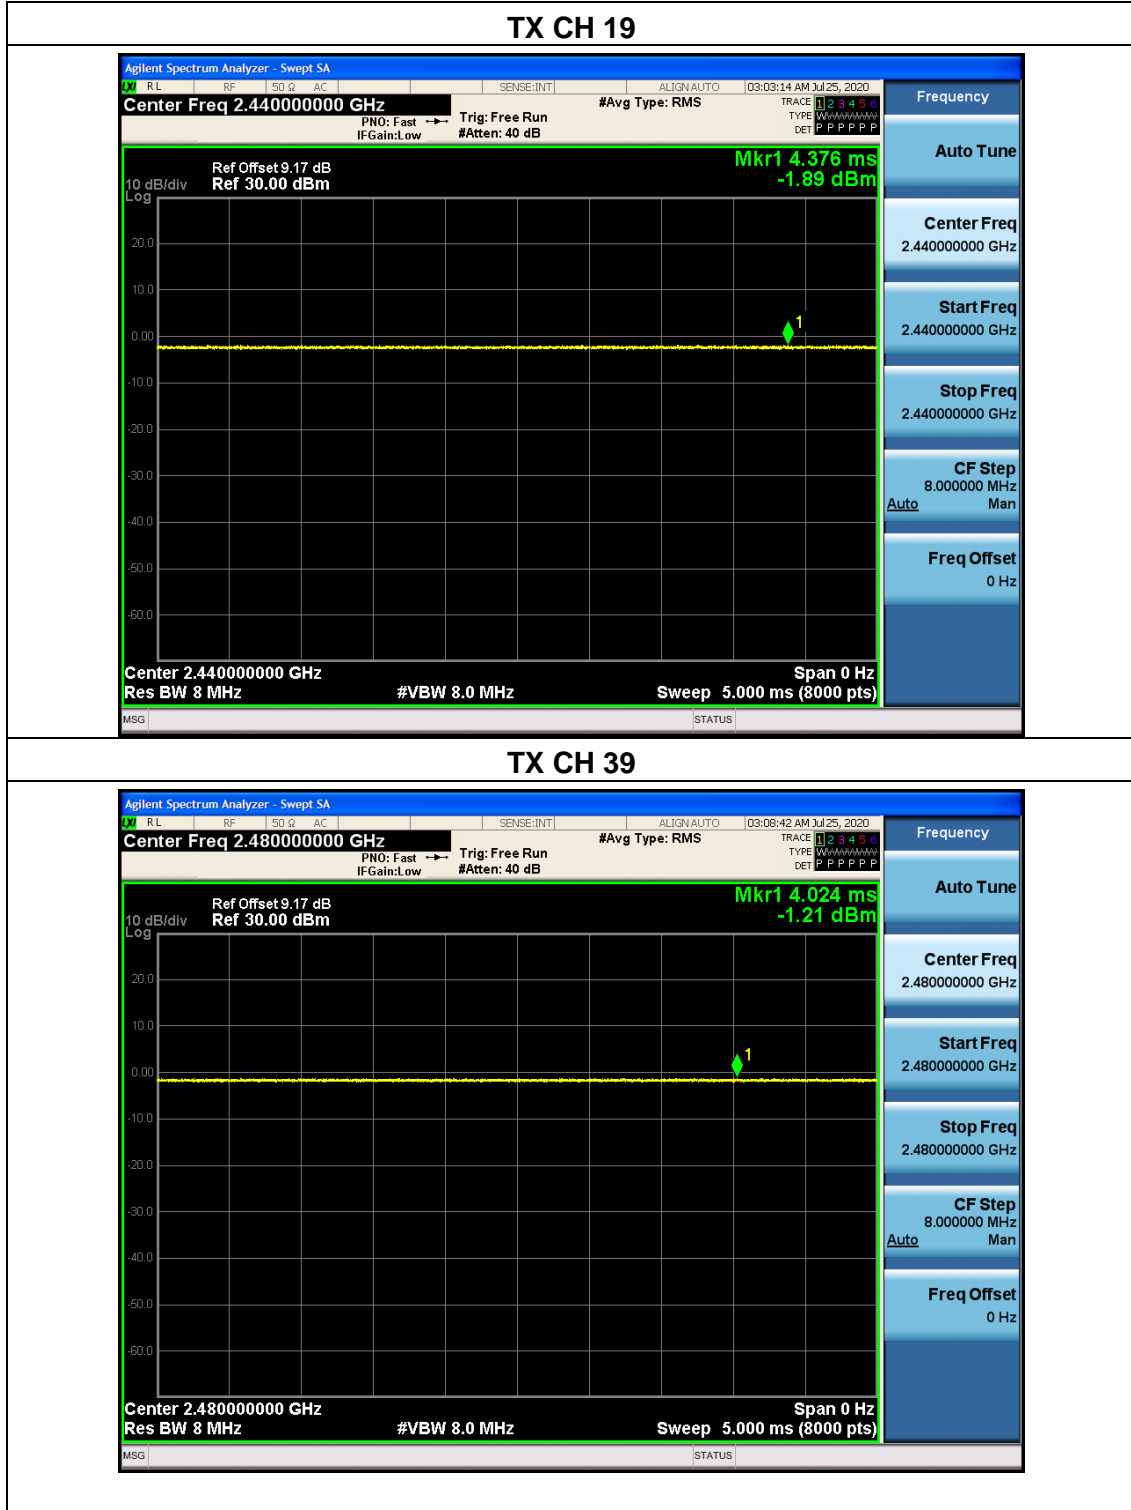 TX CH 19
Agilent Spectrum Analyzer - Swept SA
LXI RL RF 50 Ω AC SENSE:INT ALIGN AUTO 03:03:14 AM Jul 25, 2020
Center Freq 2.440000000 GHz
#Avg Type: RMS
TRACE 1 2 3 4 5 6
PNO: Fast Trig: Free Run
TYPE WWWWWW
IFGain:Low #Atten: 40 dB
DET P P P P P P
Frequency
Mkr1 4.376 ms
-1.89 dBm
Ref Offset 9.17 dB
10 dB/div Ref 30.00 dBm
Log
20.0
10.0
0.00
-10.0
-20.0
-30.0
-40.0
-50.0
-60.0
1
Center 2.440000000 GHz Span 0 Hz
Res BW 8 MHz #VBW 8.0 MHz Sweep 5.000 ms (8000 pts)
MSG STATUS
Auto Tune
Center Freq
2.440000000 GHz
Start Freq
2.440000000 GHz
Stop Freq
2.440000000 GHz
CF Step
8.000000 MHz
Auto Man
Freq Offset
0 Hz
TX CH 39
Agilent Spectrum Analyzer - Swept SA
LXI RL RF 50 Ω AC SENSE:INT ALIGN AUTO 03:08:42 AM Jul 25, 2020
Center Freq 2.480000000 GHz
#Avg Type: RMS
TRACE 1 2 3 4 5 6
PNO: Fast Trig: Free Run
TYPE WWWWWW
IFGain:Low #Atten: 40 dB
DET P P P P P P
Frequency
Mkr1 4.024 ms
-1.21 dBm
Ref Offset 9.17 dB
10 dB/div Ref 30.00 dBm
Log
20.0
10.0
0.00
-10.0
-20.0
-30.0
-40.0
-50.0
-60.0
1
Center 2.480000000 GHz Span 0 Hz
Res BW 8 MHz #VBW 8.0 MHz Sweep 5.000 ms (8000 pts)
MSG STATUS
Auto Tune
Center Freq
2.480000000 GHz
Start Freq
2.480000000 GHz
Stop Freq
2.480000000 GHz
CF Step
8.000000 MHz
Auto Man
Freq Offset
0 Hz